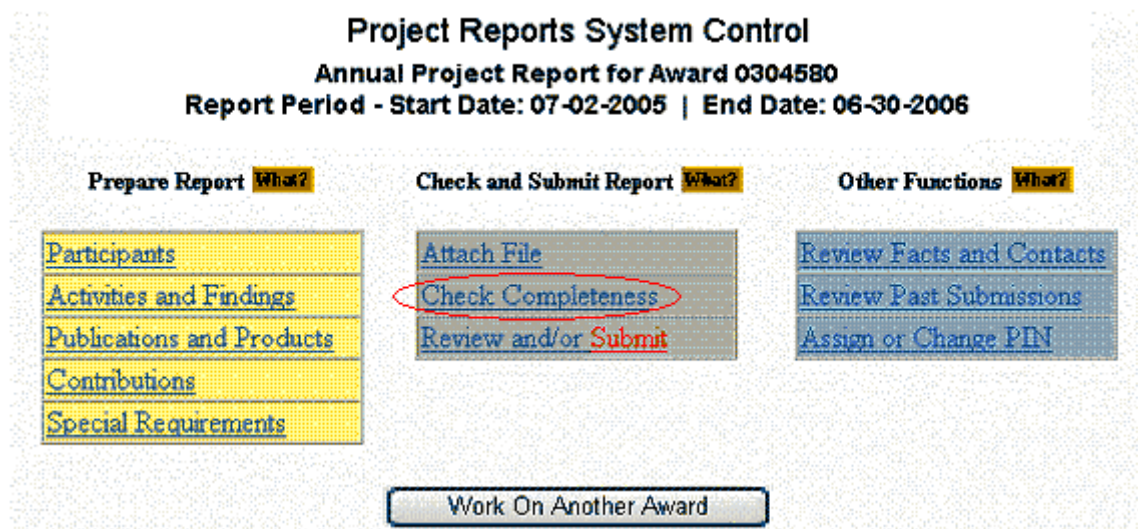 Project Reports System Control
Annual Project Report for Award 0304580
Report Period - Start Date: 07-02-2005 | End Date: 06-30-2006
Prepare Report What?
Participants
Activities and Findings
Publications and Products
Contributions
Special Requirements
Check and Submit Report What?
Attach File
Check Completeness
Review and/or Submit
Other Functions What?
Review Facts and Contacts
Review Past Submissions
Assign or Change PIN
Work On Another Award